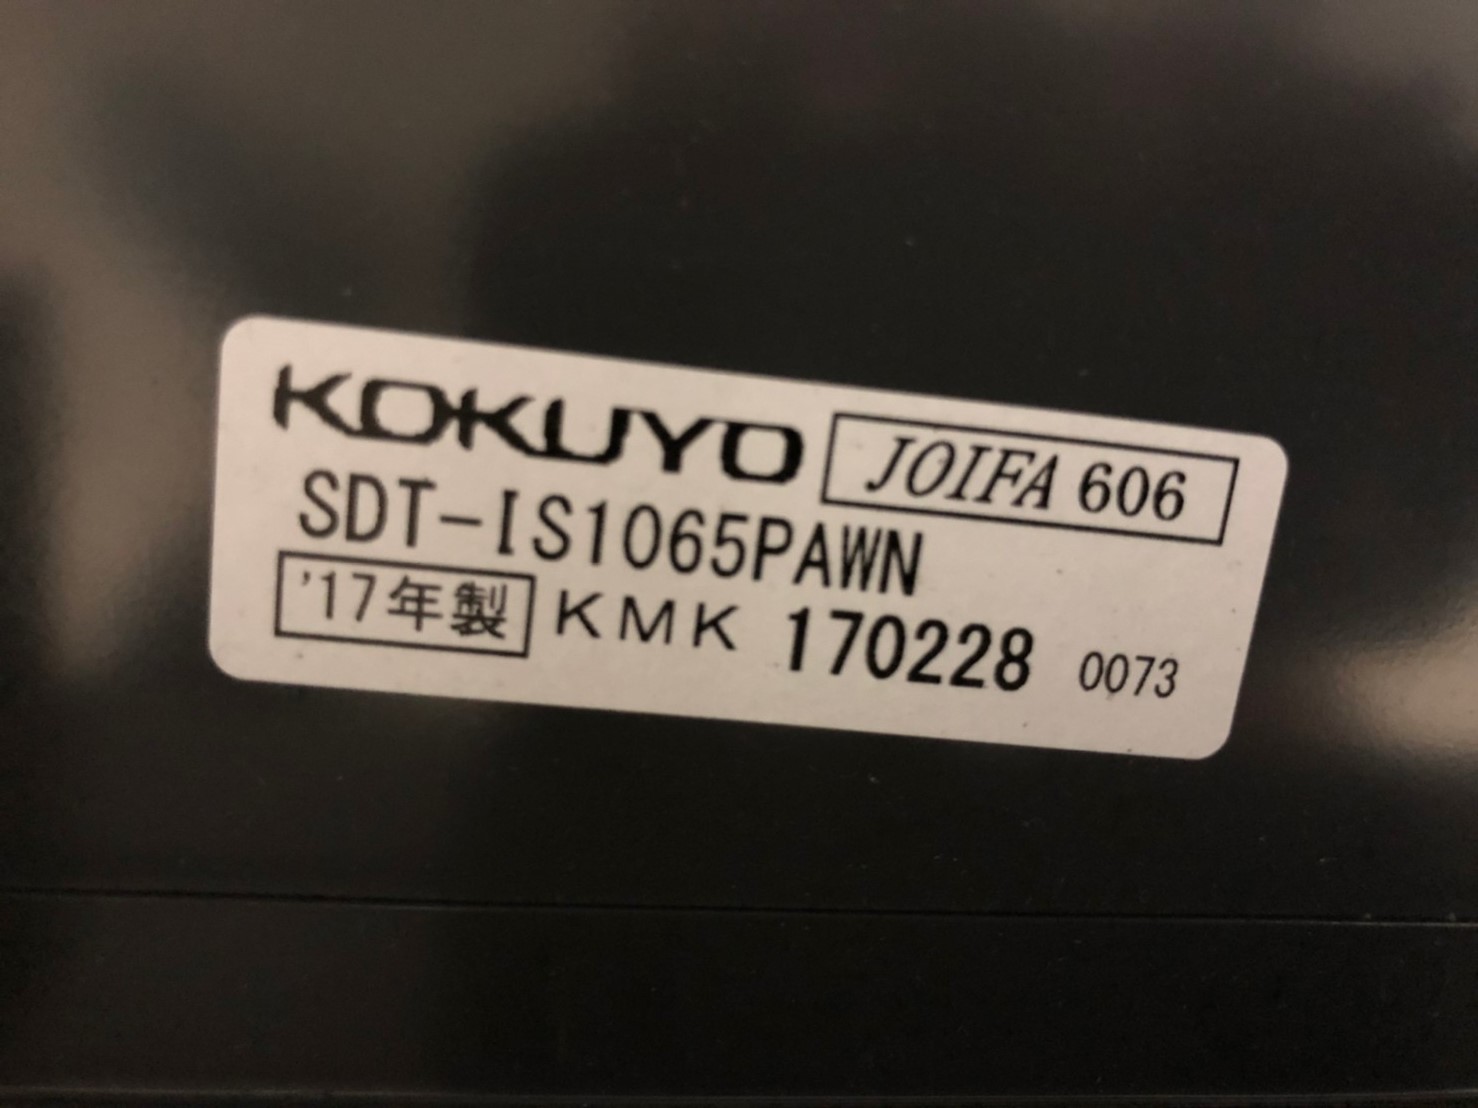 KOKUYO JOIFA 606
SDT-IS1065PAWN
'17年製 KMK 170228 0073